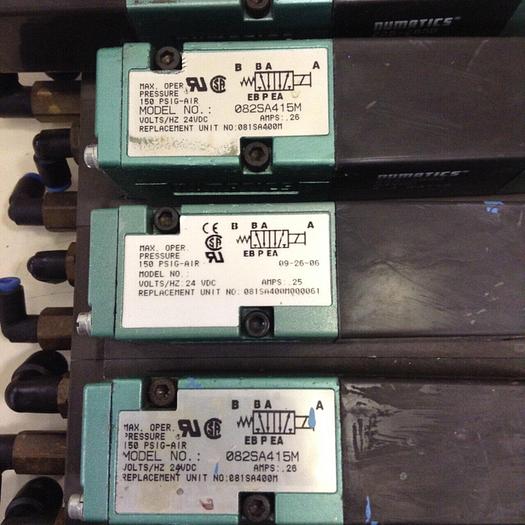 numatics
MAX. OPER.
PRESSURE
150 PSIG-AIR
B BA A
EB P EA
MODEL NO.: 082SA415M
VOLTS/HZ 24VDC AMPS: .26
REPLACEMENT UNIT NO:081SA400M
numatics
MAX. OPER.
PRESSURE
150 PSIG-AIR
B BA A
EB P EA
09-26-06
MODEL NO.:
VOLTS/HZ:24 VDC AMPS:.25
REPLACEMENT UNIT NO:081SA400M000061
MAX. OPER.
PRESSURE
150 PSIG-AIR
B BA A
EB P EA
MODEL NO.: 082SA415M
VOLTS/HZ 24VDC AMPS:.26
REPLACEMENT UNIT NO:081SA400M